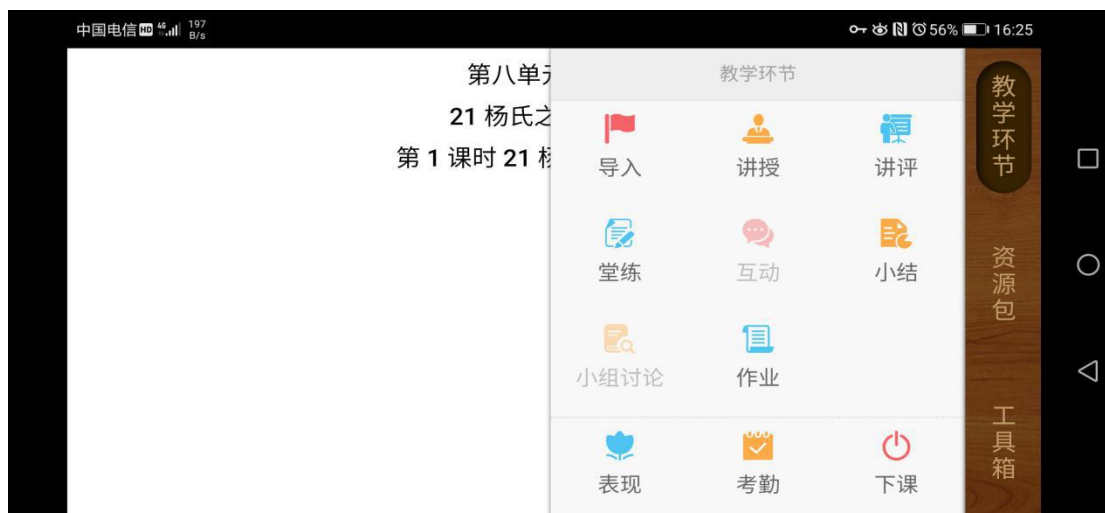 中国电信 HD 4G 197 B/s 56% 16:25
第八单元
21 杨氏之
第 1 课时 21 杨
教学环节
导入 讲授 讲评
堂练 互动 小结
小组讨论 作业
表现 考勤 下课
教学环节
资源包
工具箱